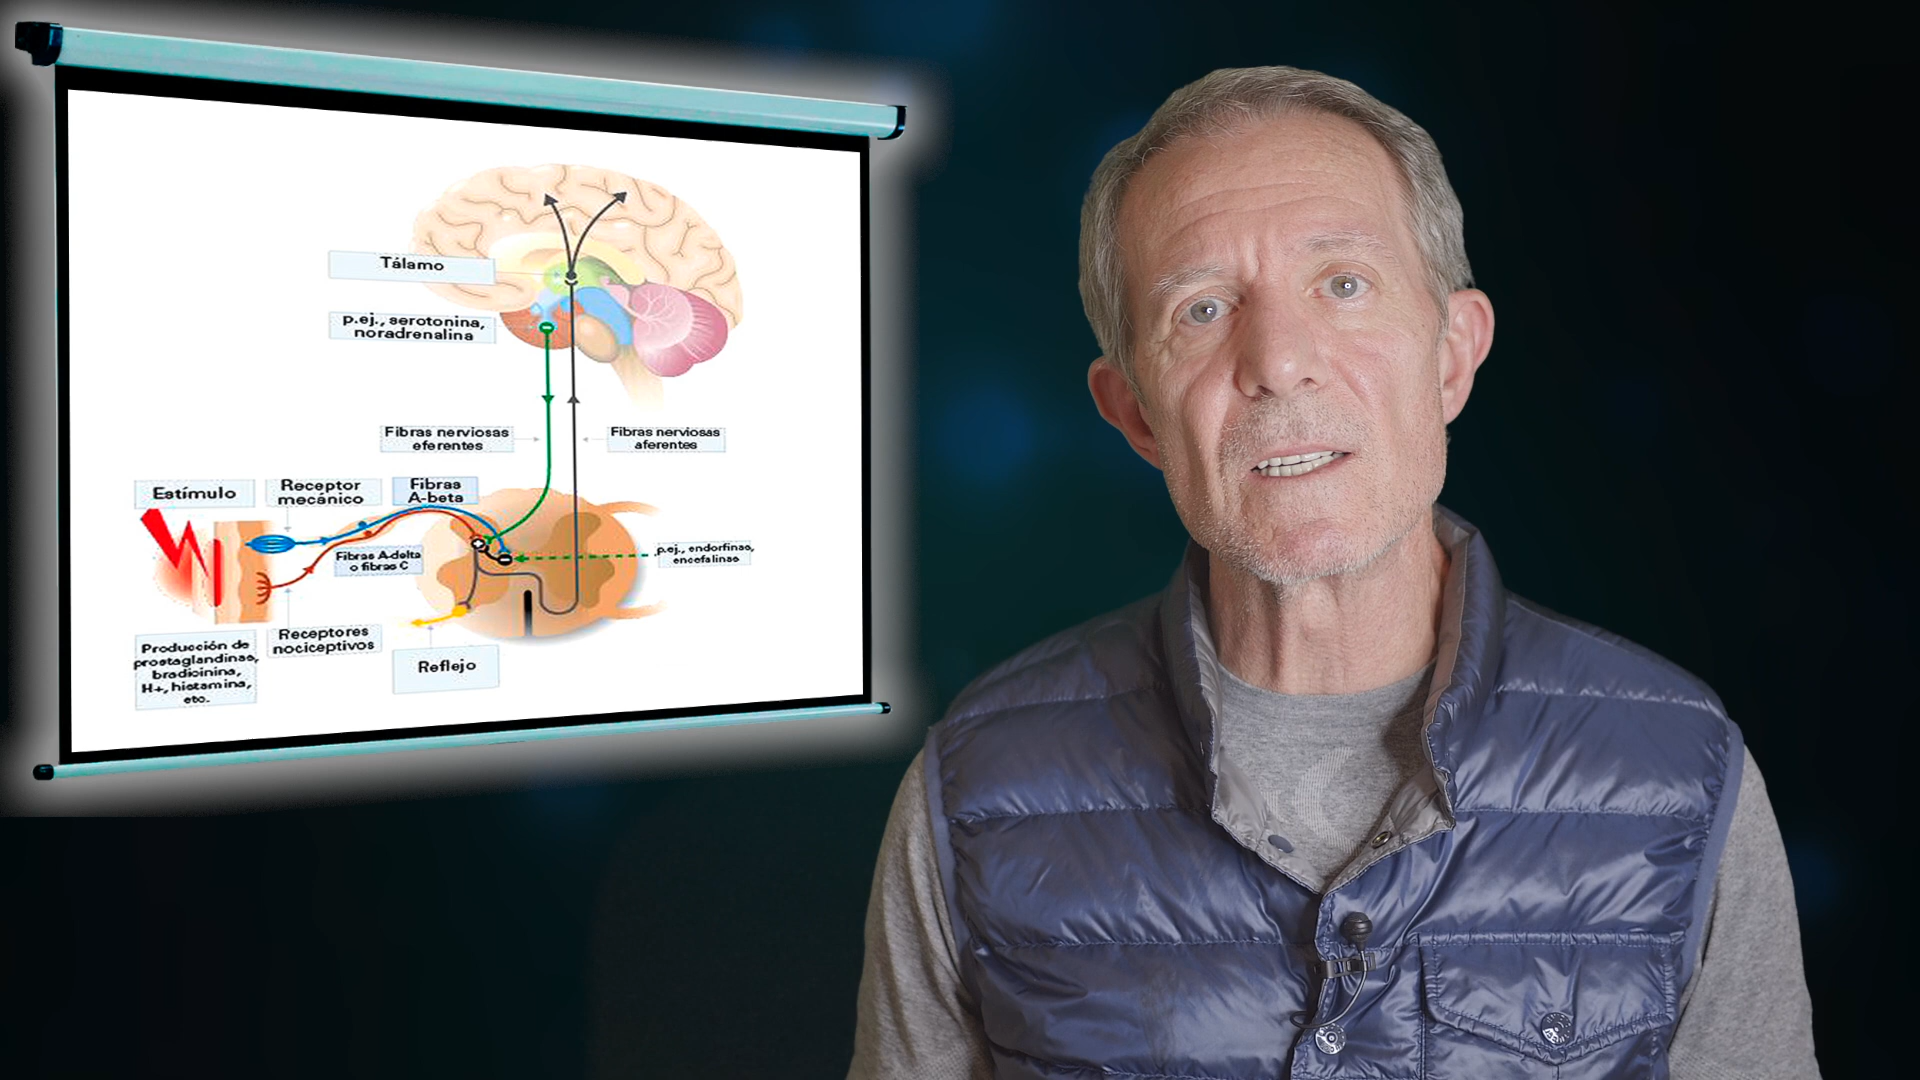 Tálamo
p.ej., serotonina,
noradrenalina
Fibras nerviosas
eferentes
Fibras nerviosas
aferentes
Estímulo
Receptor
mecánico
Fibras
A-beta
Fibras A-delta
o fibras C
p.ej., endorfinas,
encefalinas
Producción de
prostaglandinas,
bradicinina,
H+, histamina,
etc.
Receptores
nociceptivos
Reflejo